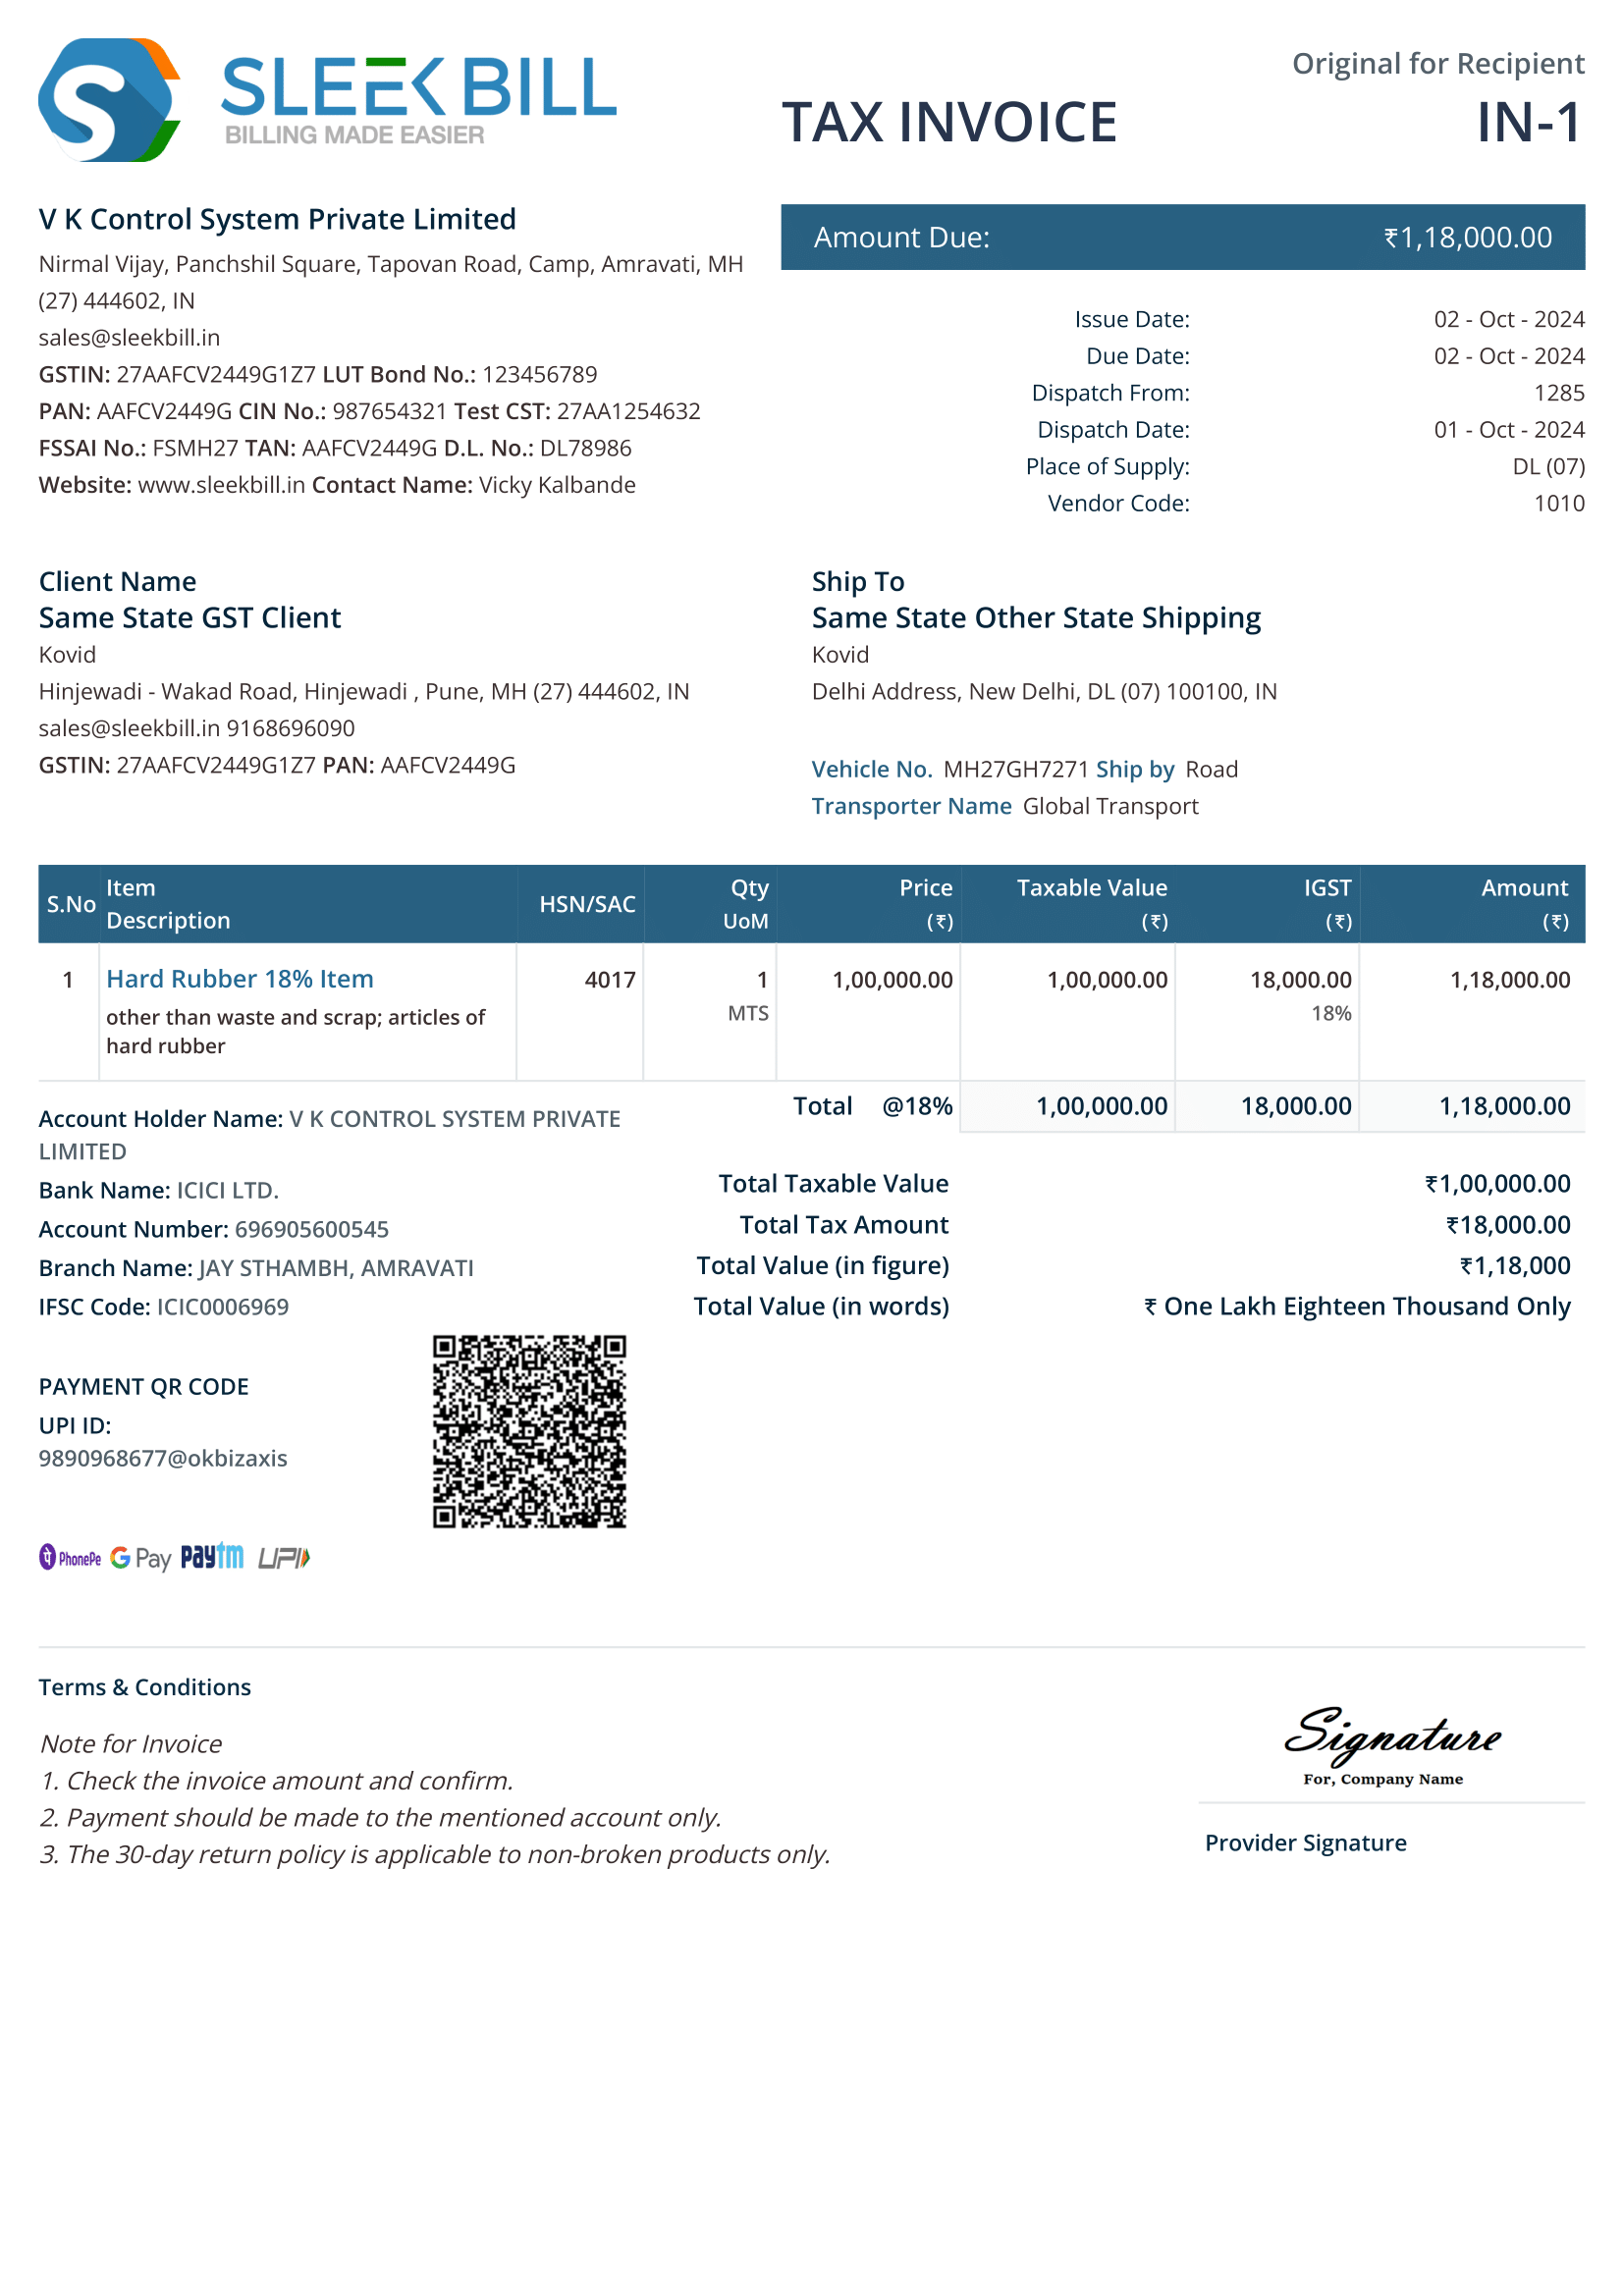 SLEEK BILL
BILLING MADE EASIER
Original for Recipient
TAX INVOICE IN-1
V K Control System Private Limited
Nirmal Vijay, Panchshil Square, Tapovan Road, Camp, Amravati, MH
(27) 444602, IN
sales@sleekbill.in
GSTIN: 27AAFCV2449G1Z7 LUT Bond No.: 123456789
PAN: AAFCV2449G CIN No.: 987654321 Test CST: 27AA1254632
FSSAI No.: FSMH27 TAN: AAFCV2449G D.L. No.: DL78986
Website: www.sleekbill.in Contact Name: Vicky Kalbande
Amount Due: ₹1,18,000.00
Issue Date: 02 - Oct - 2024
Due Date: 02 - Oct - 2024
Dispatch From: 1285
Dispatch Date: 01 - Oct - 2024
Place of Supply: DL (07)
Vendor Code: 1010
Client Name
Same State GST Client
Kovid
Hinjewadi - Wakad Road, Hinjewadi , Pune, MH (27) 444602, IN
sales@sleekbill.in 9168696090
GSTIN: 27AAFCV2449G1Z7 PAN: AAFCV2449G
Ship To
Same State Other State Shipping
Kovid
Delhi Address, New Delhi, DL (07) 100100, IN
Vehicle No. MH27GH7271 Ship by Road
Transporter Name Global Transport
S.No Item Description HSN/SAC Qty UoM Price (₹) Taxable Value (₹) IGST (₹) Amount (₹)
1 Hard Rubber 18% Item 4017 1 1,00,000.00 1,00,000.00 18,000.00 1,18,000.00
other than waste and scrap; articles of MTS 18%
hard rubber
Total @18% 1,00,000.00 18,000.00 1,18,000.00
Account Holder Name: V K CONTROL SYSTEM PRIVATE
LIMITED
Bank Name: ICICI LTD.
Account Number: 696905600545
Branch Name: JAY STHAMBH, AMRAVATI
IFSC Code: ICIC0006969
Total Taxable Value ₹1,00,000.00
Total Tax Amount ₹18,000.00
Total Value (in figure) ₹1,18,000
Total Value (in words) ₹ One Lakh Eighteen Thousand Only
PAYMENT QR CODE
UPI ID:
9890968677@okbizaxis
पे PhonePe G Pay paytm UPI
Terms & Conditions
Note for Invoice
1. Check the invoice amount and confirm.
2. Payment should be made to the mentioned account only.
3. The 30-day return policy is applicable to non-broken products only.
Signature
For, Company Name
Provider Signature